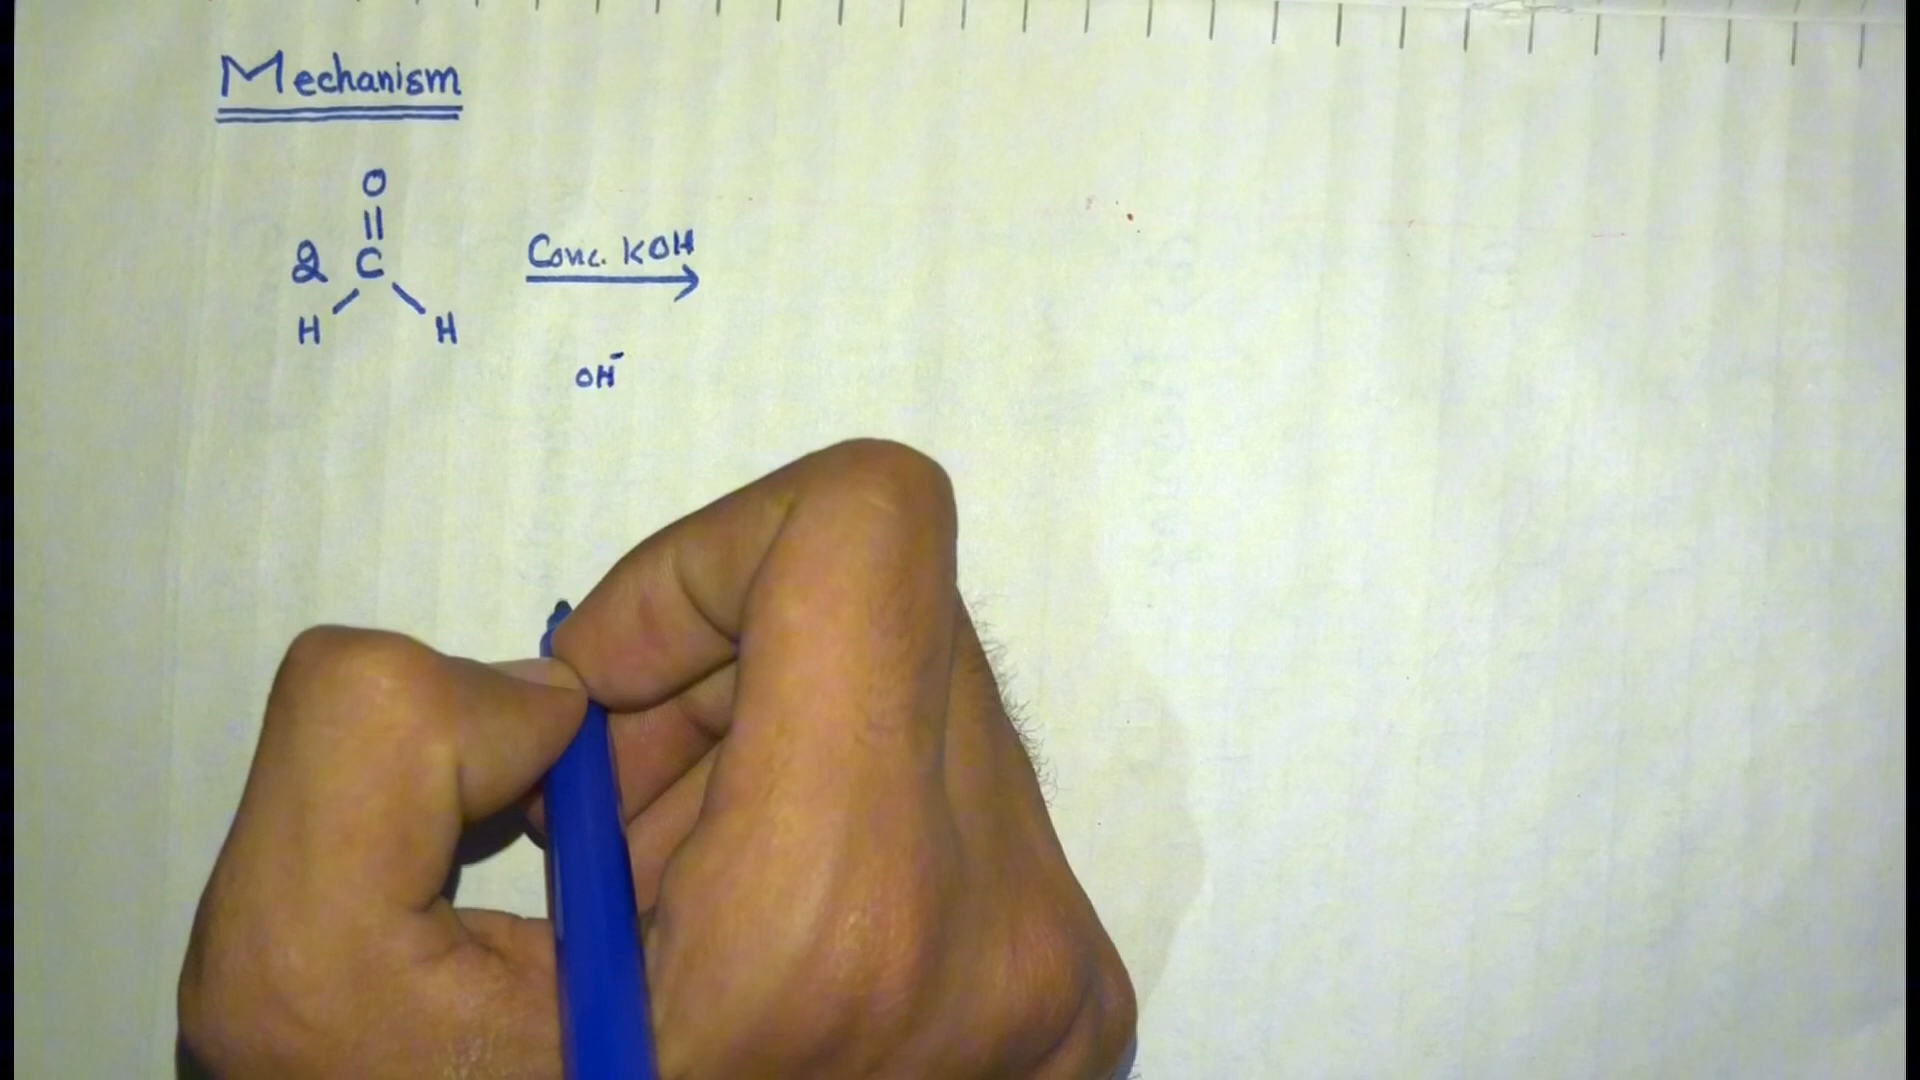 Mechanism
O
||
2 C
H H
Conc. KOH
OH⁻